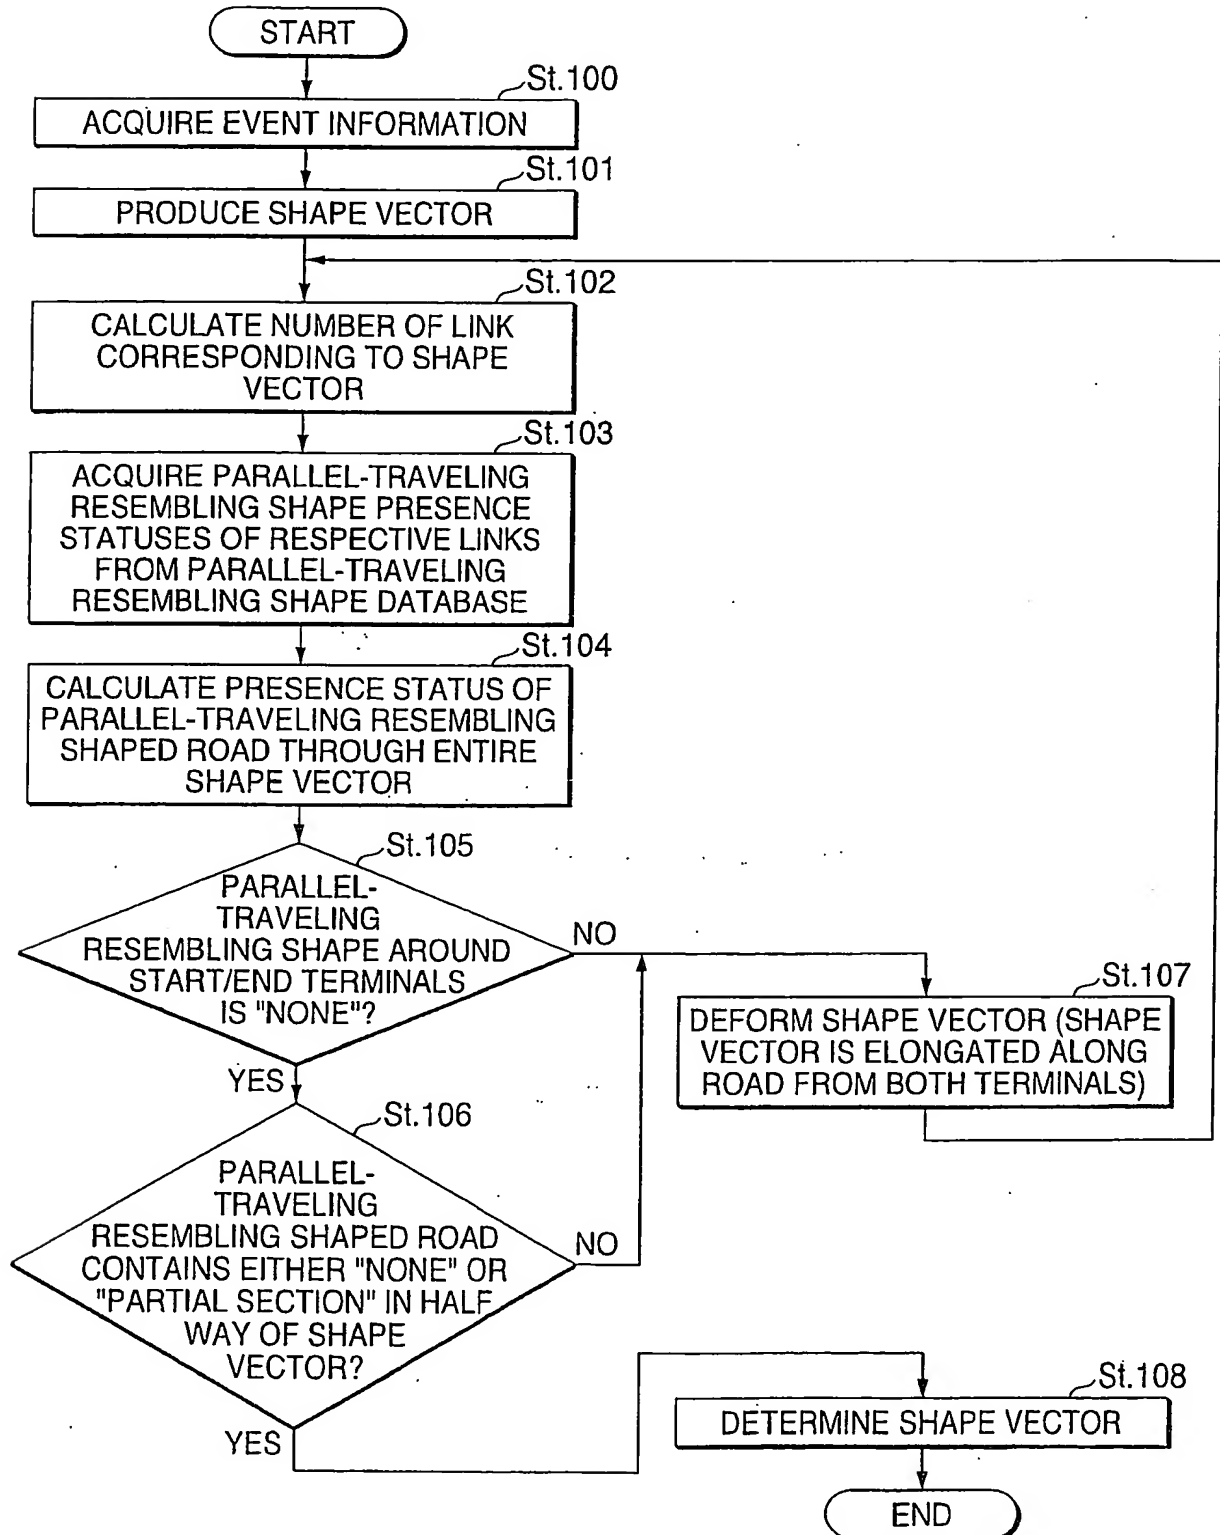 START
St.100
ACQUIRE EVENT INFORMATION
St.101
PRODUCE SHAPE VECTOR
St.102
CALCULATE NUMBER OF LINK
CORRESPONDING TO SHAPE
VECTOR
St.103
ACQUIRE PARALLEL-TRAVELING
RESEMBLING SHAPE PRESENCE
STATUSES OF RESPECTIVE LINKS
FROM PARALLEL-TRAVELING
RESEMBLING SHAPE DATABASE
St.104
CALCULATE PRESENCE STATUS OF
PARALLEL-TRAVELING RESEMBLING
SHAPED ROAD THROUGH ENTIRE
SHAPE VECTOR
St.105
PARALLEL-
TRAVELING
RESEMBLING SHAPE AROUND
START/END TERMINALS
IS "NONE"?
NO
YES
St.107
DEFORM SHAPE VECTOR (SHAPE
VECTOR IS ELONGATED ALONG
ROAD FROM BOTH TERMINALS)
St.106
PARALLEL-
TRAVELING
RESEMBLING SHAPED ROAD
CONTAINS EITHER "NONE" OR
"PARTIAL SECTION" IN HALF
WAY OF SHAPE
VECTOR?
NO
YES
St.108
DETERMINE SHAPE VECTOR
END